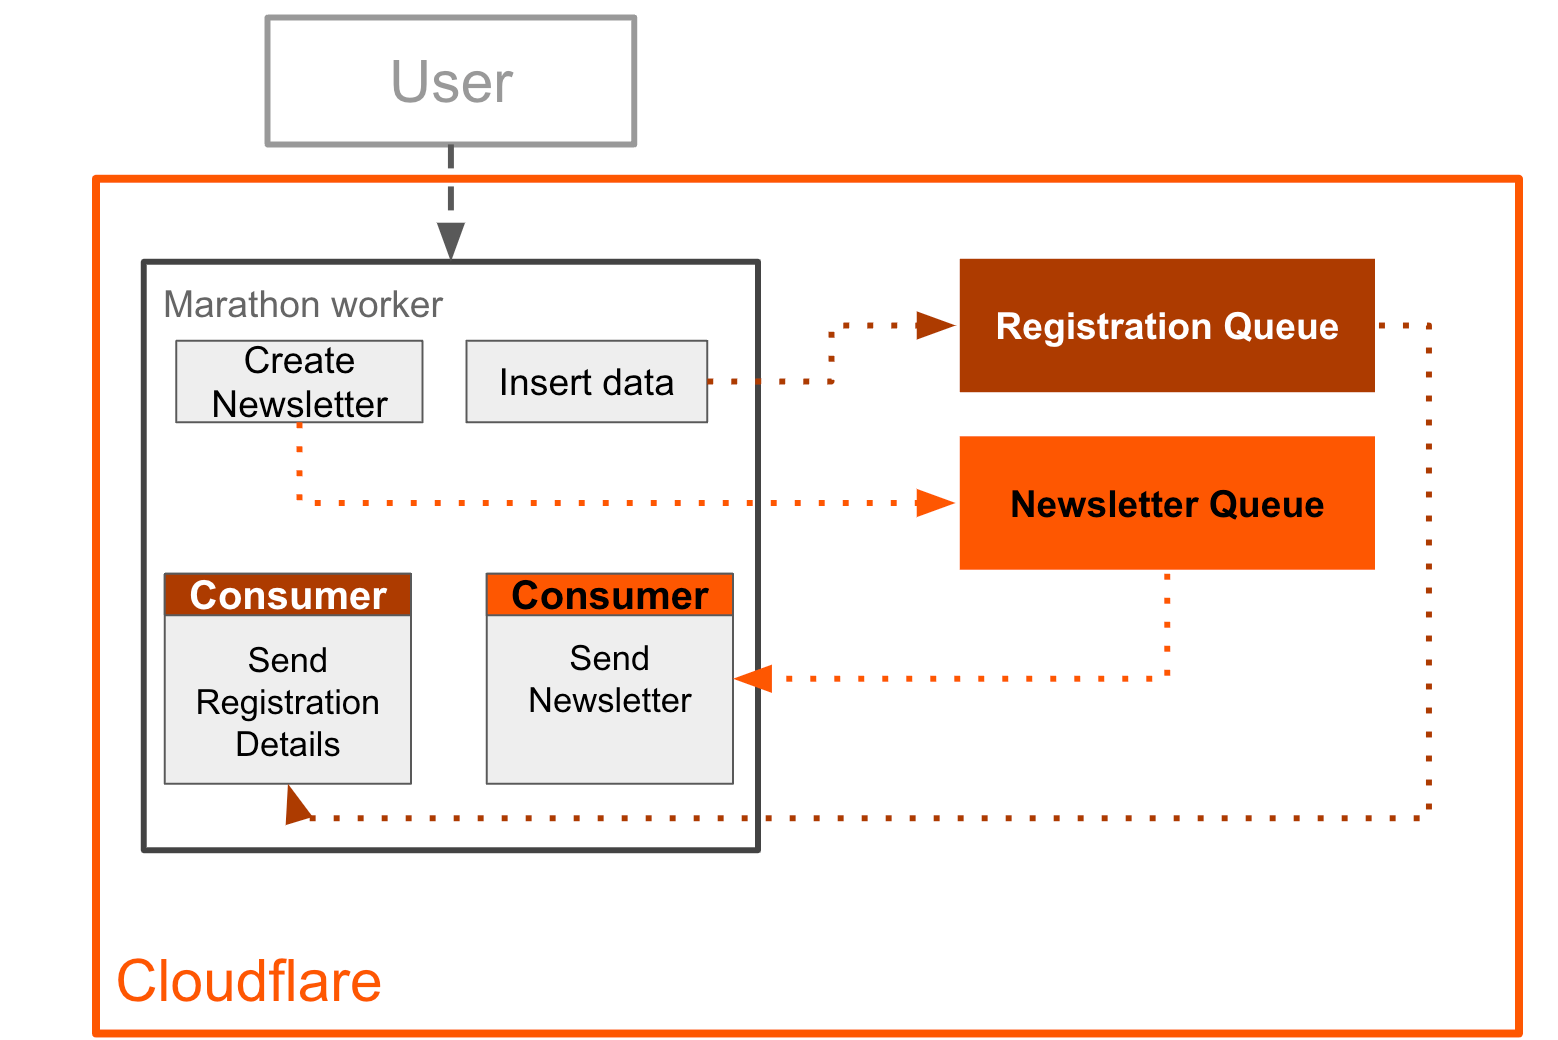 User
Marathon worker
Create
Newsletter
Insert data
Registration Queue
Newsletter Queue
Consumer
Send
Registration
Details
Consumer
Send
Newsletter
Cloudflare